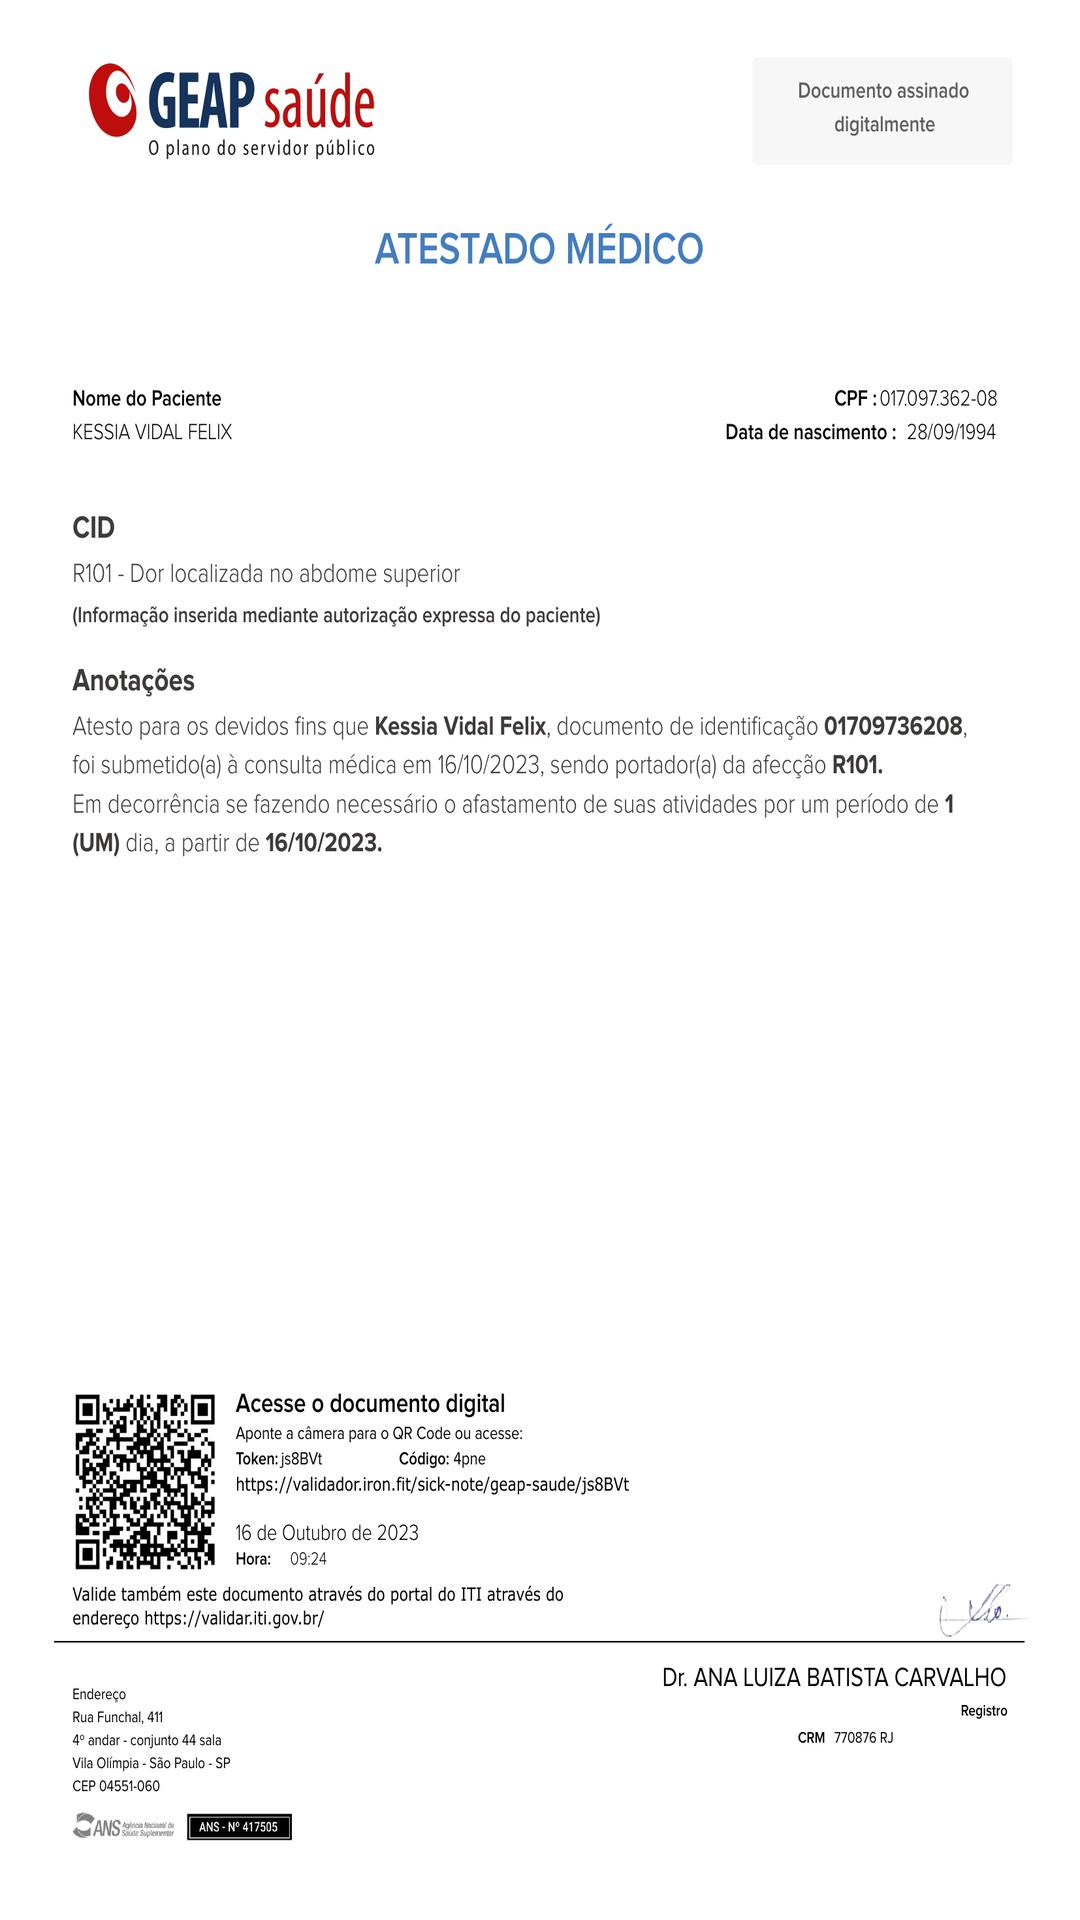 GEAP saúde
O plano do servidor público
Documento assinado
digitalmente
ATESTADO MÉDICO
Nome do Paciente
KESSIA VIDAL FELIX
CPF : 017.097.362-08
Data de nascimento : 28/09/1994
CID
R101 - Dor localizada no abdome superior
(Informação inserida mediante autorização expressa do paciente)
Anotações
Atesto para os devidos fins que Kessia Vidal Felix, documento de identificação 01709736208,
foi submetido(a) à consulta médica em 16/10/2023, sendo portador(a) da afecção R101.
Em decorrência se fazendo necessário o afastamento de suas atividades por um período de 1
(UM) dia, a partir de 16/10/2023.
Acesse o documento digital
Aponte a câmera para o QR Code ou acesse:
Token: js8BVt Código: 4pne
https://validador.iron.fit/sick-note/geap-saude/js8BVt
16 de Outubro de 2023
Hora: 09:24
Valide também este documento através do portal do ITI através do
endereço https://validar.iti.gov.br/
Dr. ANA LUIZA BATISTA CARVALHO
Registro
CRM 770876 RJ
Endereço
Rua Funchal, 411
4º andar - conjunto 44 sala
Vila Olímpia - São Paulo - SP
CEP 04551-060
ANS Agência Nacional de
Saúde Suplementar
ANS - Nº 417505